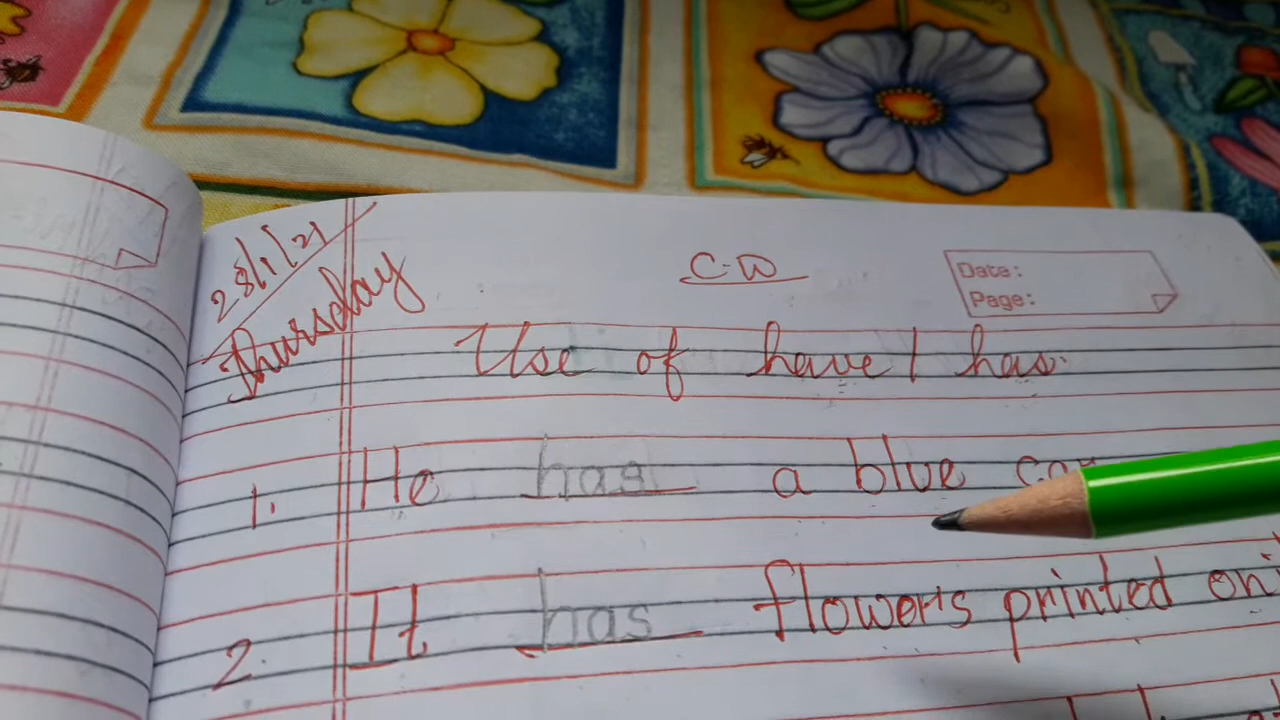 28/1/21
Thursday
C.W
Date:
Page:
Use of have/has.
1. He has a blue
2. It has flowers printed on